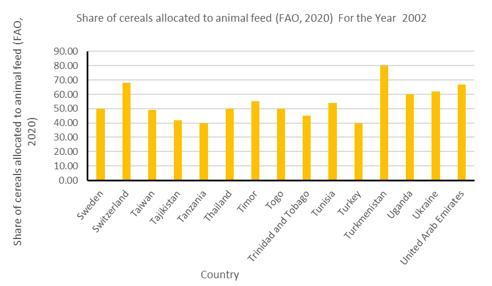 Share of cereals allocated to animal feed (FAO, 2020)  For the Year  2002
Share of cereals allocated to animal feed (FAO,
2020)
90.00
80.00
70.00
60.00
50.00
40.00
30.00
20.00
10.00
0.00
Sweden
Switzerland
Taiwan
Tajikistan
Tanzania
Thailand
Timor
Togo
Trinidad and Tobago
Tunisia
Turkey
Turkmenistan
Uganda
Ukraine
United Arab Emirates
Country